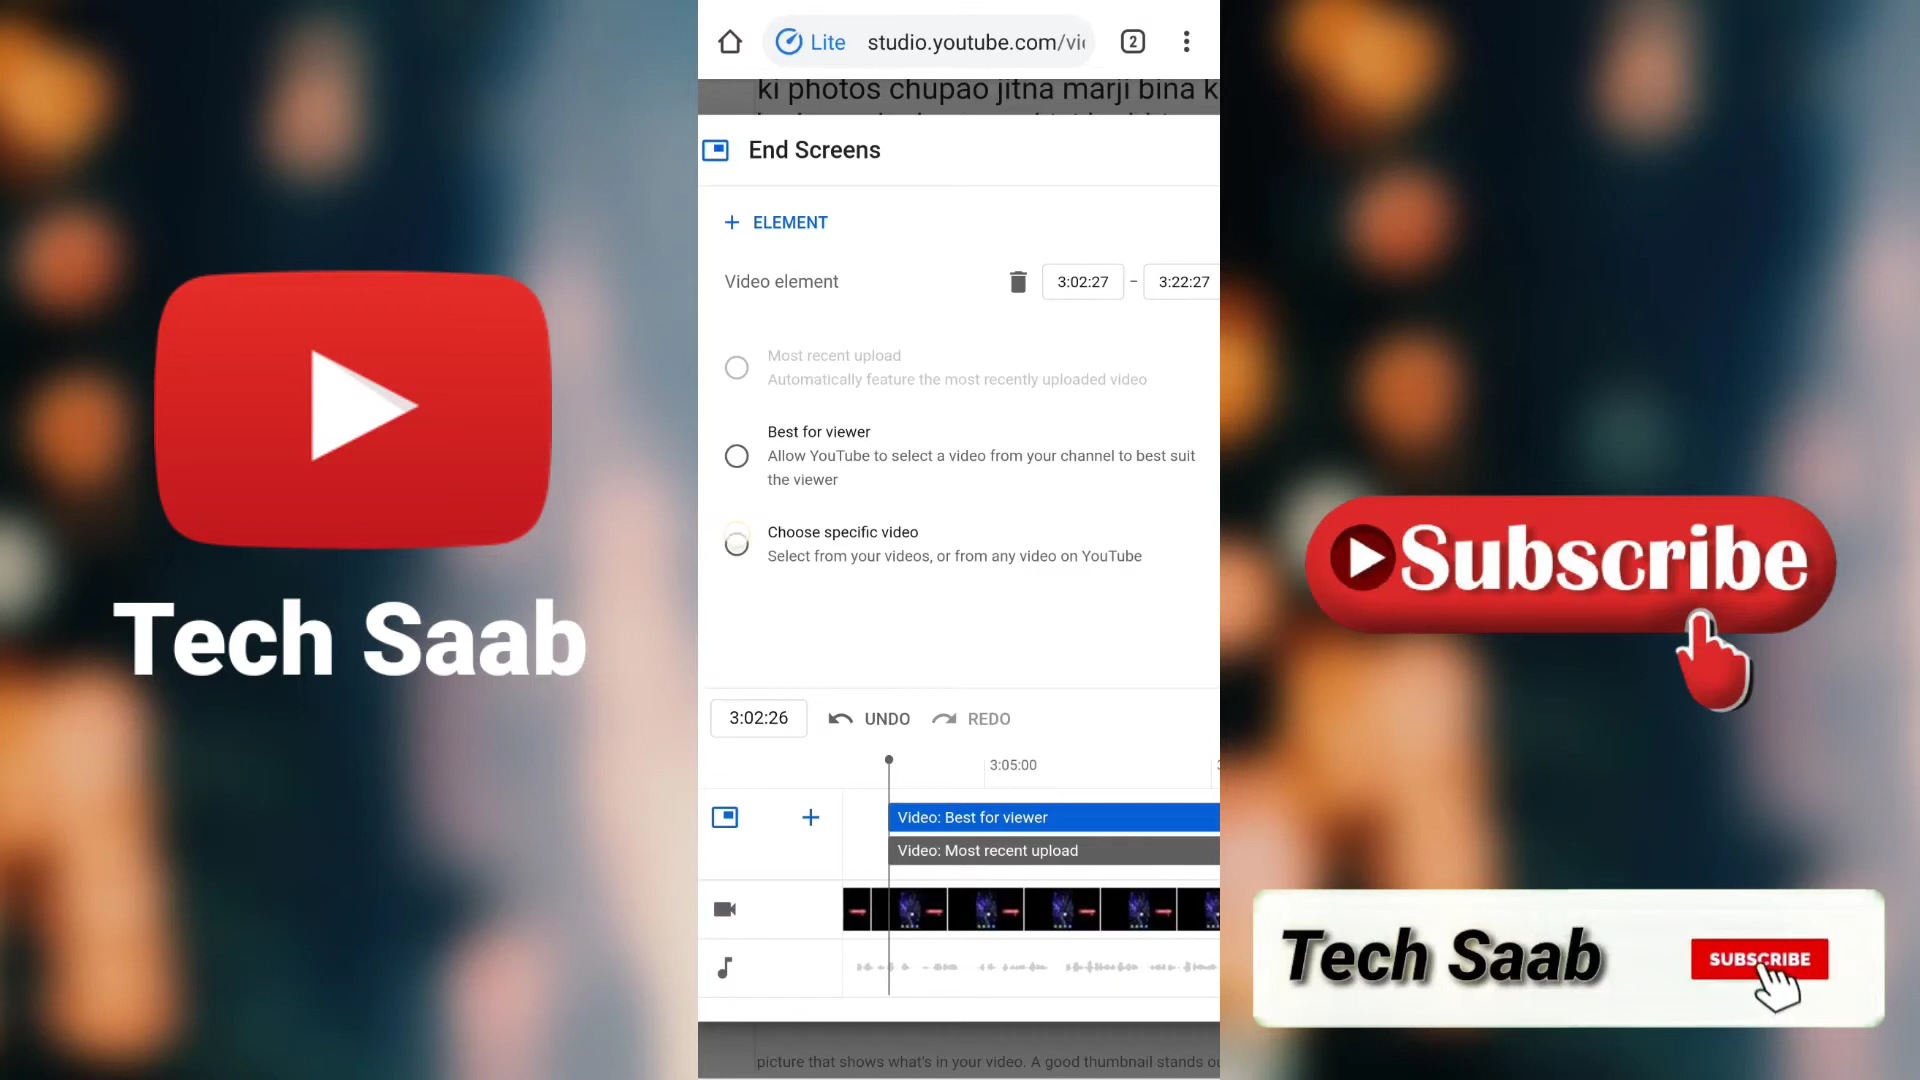 Lite studio.youtube.com/vi
2
ki photos chupao jitna marji bina k
End Screens
+ ELEMENT
Video element 3:02:27 - 3:22:27
Most recent upload
Automatically feature the most recently uploaded video
Best for viewer
Allow YouTube to select a video from your channel to best suit
the viewer
Choose specific video
Select from your videos, or from any video on YouTube
3:02:26 UNDO REDO
3:05:00
Video: Best for viewer
Video: Most recent upload
picture that shows what's in your video. A good thumbnail stands ou
Tech Saab
Subscribe
Tech Saab
SUBSCRIBE